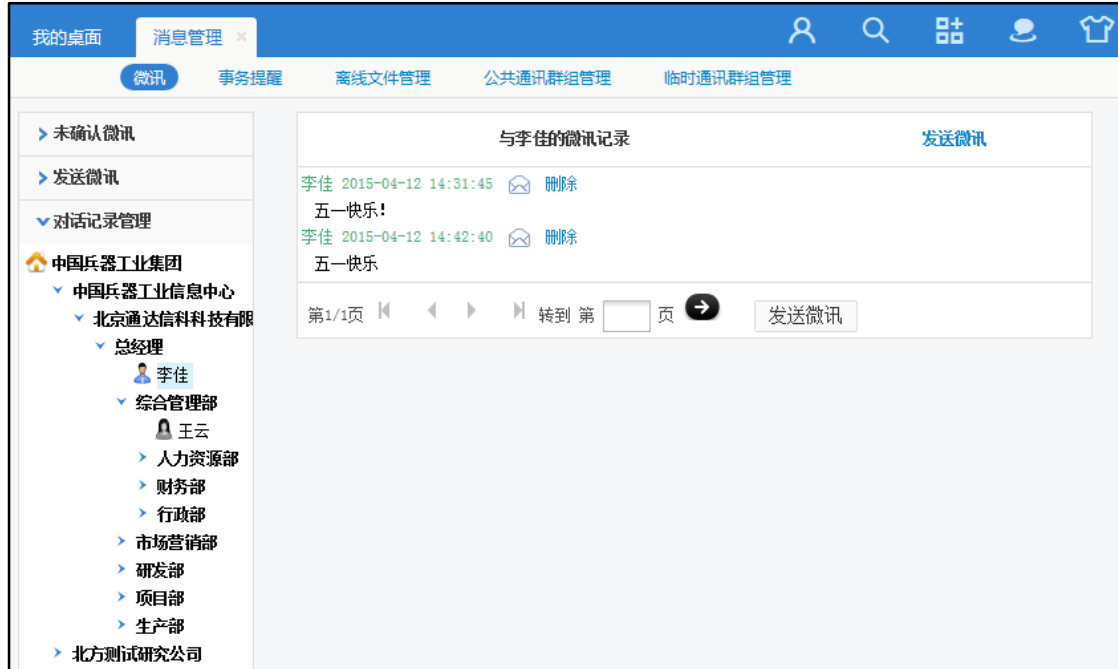 我的桌面 消息管理 ×
微讯 事务提醒 离线文件管理 公共通讯群组管理 临时通讯群组管理
未确认微讯
发送微讯
对话记录管理
中国兵器工业集团
中国兵器工业信息中心
北京通达信科科技有限
总经理
李佳
综合管理部
王云
人力资源部
财务部
行政部
市场营销部
研发部
项目部
生产部
北方测试研究公司
与李佳的微讯记录 发送微讯
李佳 2015-04-12 14:31:45 删除
五一快乐!
李佳 2015-04-12 14:42:40 删除
五一快乐
第1/1页 转到 第 页 发送微讯